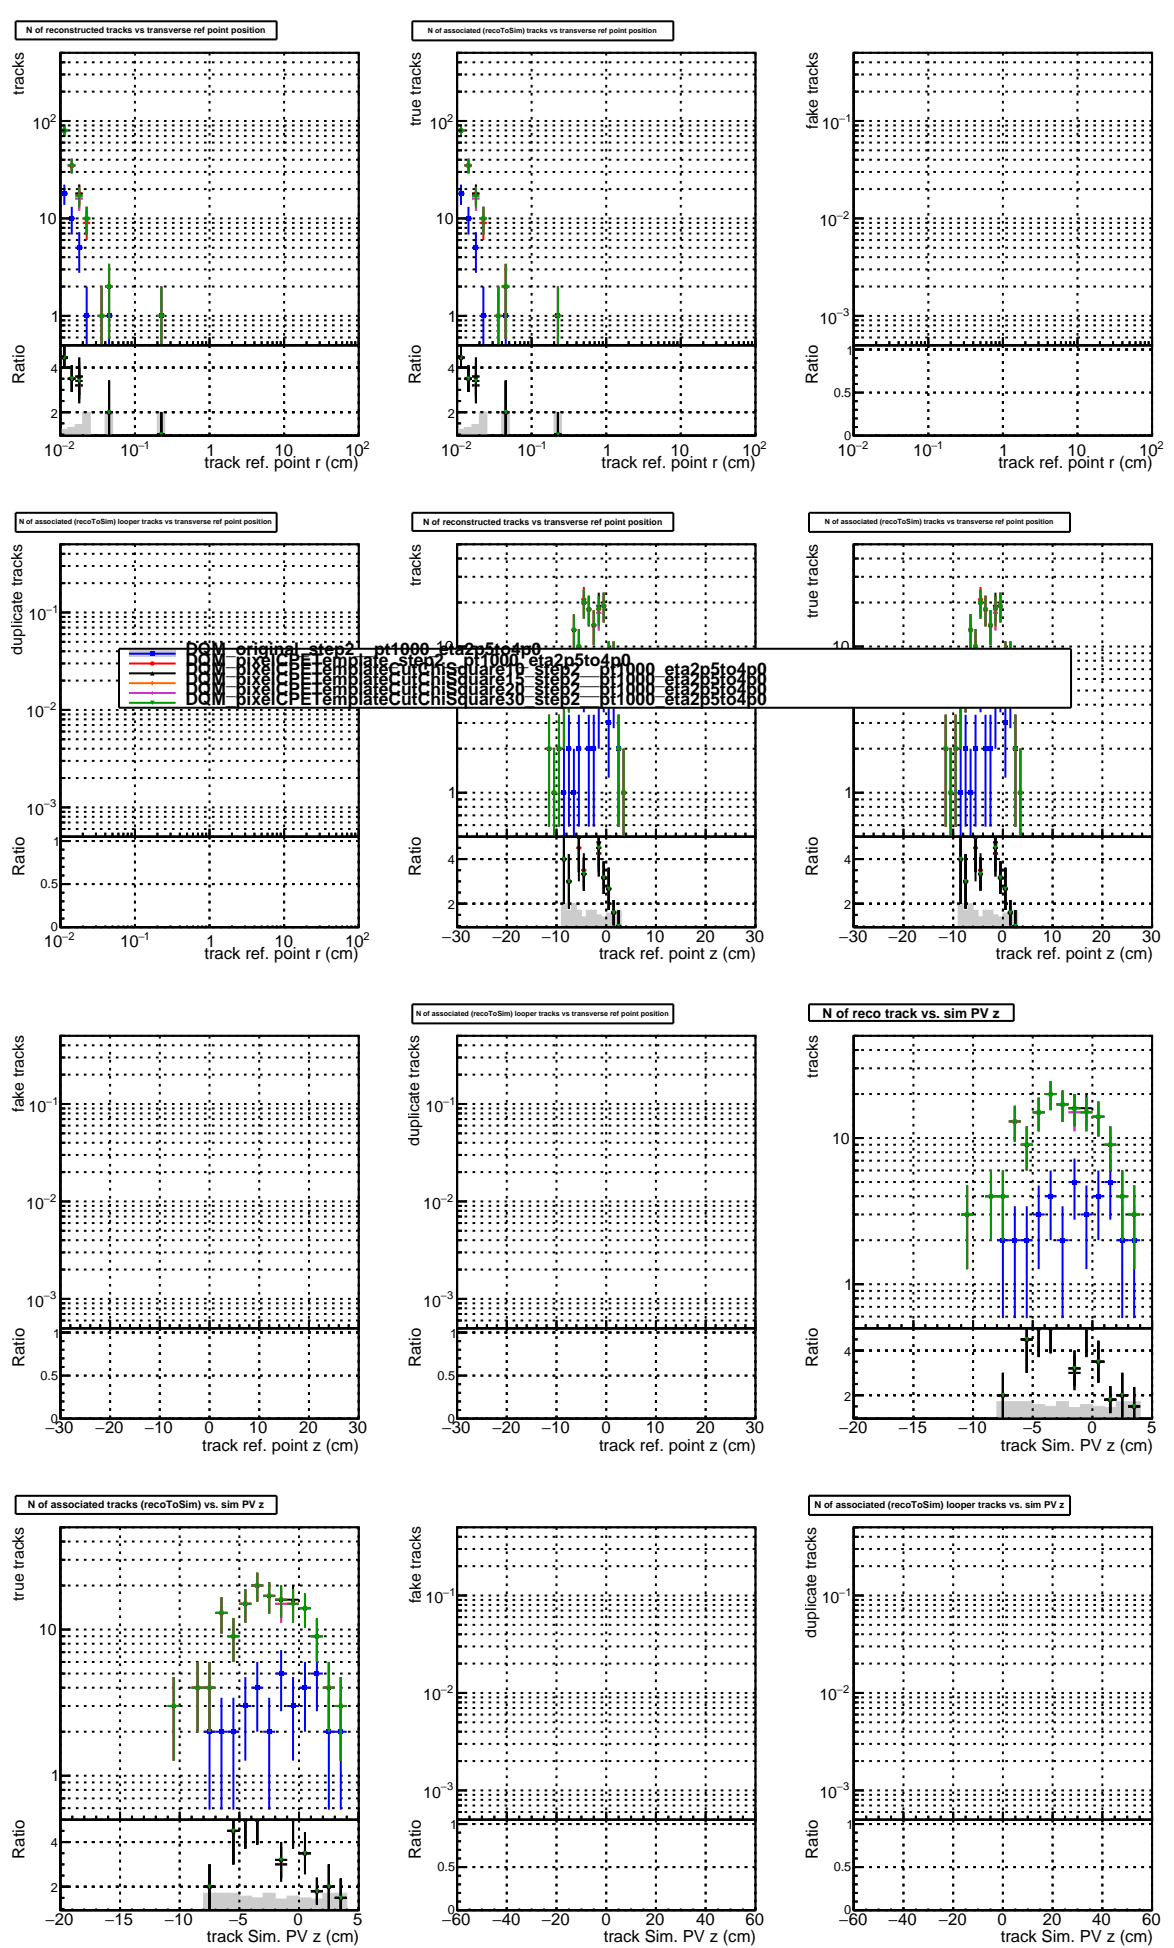 N of reconstructed tracks vs transverse ref point position
N of associated (recoToSim) tracks vs transverse ref point position
tracks
10²
10
1
Ratio
4
2
10⁻² 10⁻¹ 1 10 10²
track ref. point r (cm)
true tracks
10²
10
1
Ratio
4
2
10⁻² 10⁻¹ 1 10 10²
track ref. point r (cm)
fake tracks
10⁻¹
10⁻²
10⁻³
Ratio
1
0.5
0
10⁻² 10⁻¹ 1 10 10²
track ref. point r (cm)
N of associated (recoToSim) looper tracks vs transverse ref point position
N of reconstructed tracks vs transverse ref point position
N of associated (recoToSim) tracks vs transverse ref point position
duplicate tracks
10⁻¹
10⁻²
10⁻³
Ratio
1
0.5
0
10⁻² 10⁻¹ 1 10 10²
track ref. point r (cm)
tracks
10
1
Ratio
4
2
−30 −20 −10 0 10 20 30
track ref. point z (cm)
true tracks
10
1
Ratio
4
2
−30 −20 −10 0 10 20 30
track ref. point z (cm)
DQM_original_step2__pt1000_eta2p5to4p0
DQM_pixelCPETemplate_step2__pt1000_eta2p5to4p0
DQM_pixelCPETemplateCutChiSquare10_step2__pt1000_eta2p5to4p0
DQM_pixelCPETemplateCutChiSquare15_step2__pt1000_eta2p5to4p0
DQM_pixelCPETemplateCutChiSquare20_step2__pt1000_eta2p5to4p0
DQM_pixelCPETemplateCutChiSquare30_step2__pt1000_eta2p5to4p0
N of associated (recoToSim) looper tracks vs transverse ref point position
N of reco track vs. sim PV z
fake tracks
10⁻¹
10⁻²
10⁻³
Ratio
1
0.5
0
−30 −20 −10 0 10 20 30
track ref. point z (cm)
duplicate tracks
10⁻¹
10⁻²
10⁻³
Ratio
1
0.5
0
−30 −20 −10 0 10 20 30
track ref. point z (cm)
tracks
10
1
Ratio
4
2
−20 −15 −10 −5 0 5
track Sim. PV z (cm)
N of associated tracks (recoToSim) vs. sim PV z
N of associated (recoToSim) looper tracks vs. sim PV z
true tracks
10
1
Ratio
4
2
−20 −15 −10 −5 0 5
track Sim. PV z (cm)
fake tracks
10⁻¹
10⁻²
10⁻³
Ratio
1
0.5
0
−60 −40 −20 0 20 40 60
track Sim. PV z (cm)
duplicate tracks
10⁻¹
10⁻²
10⁻³
Ratio
1
0.5
0
−60 −40 −20 0 20 40 60
track Sim. PV z (cm)